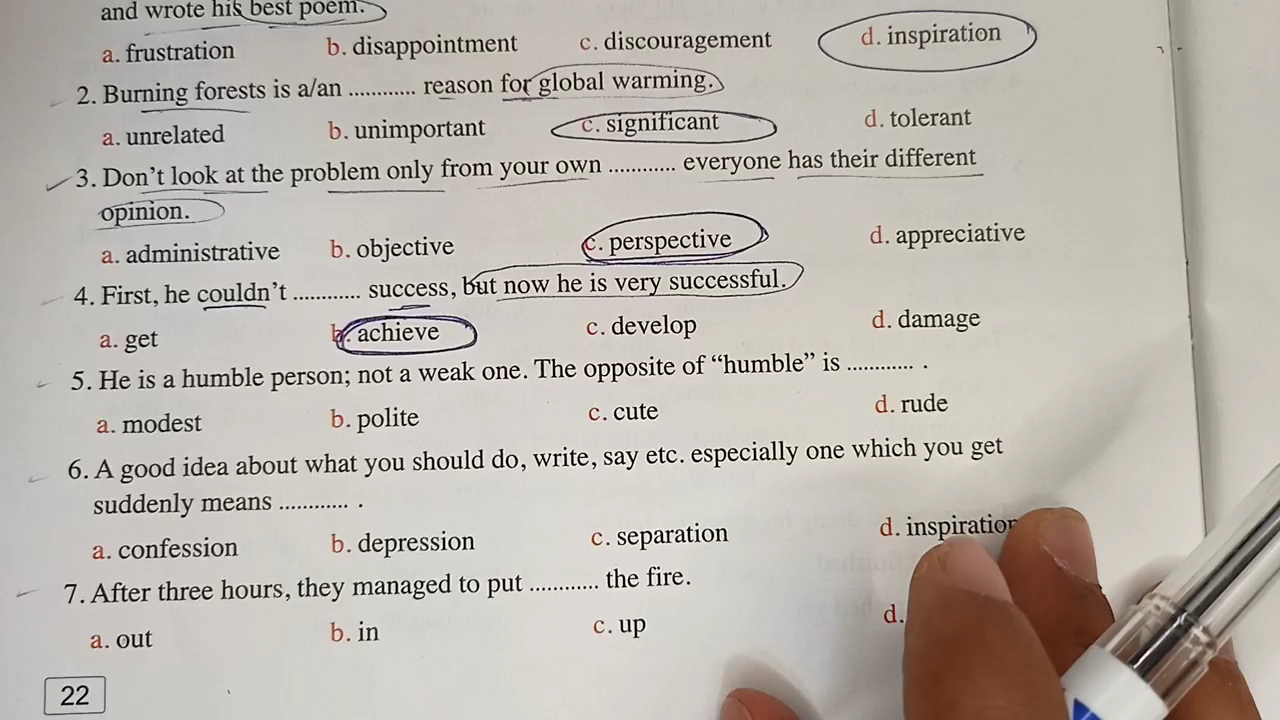 and wrote his best poem.
a. frustration b. disappointment c. discouragement d. inspiration
2. Burning forests is a/an ............ reason for global warming.
a. unrelated b. unimportant c. significant d. tolerant
3. Don't look at the problem only from your own ............ everyone has their different
opinion.
a. administrative b. objective c. perspective d. appreciative
4. First, he couldn't ............ success, but now he is very successful.
a. get b. achieve c. develop d. damage
5. He is a humble person; not a weak one. The opposite of “humble” is ............ .
a. modest b. polite c. cute d. rude
6. A good idea about what you should do, write, say etc. especially one which you get
suddenly means ............ .
a. confession b. depression c. separation d. inspiration
7. After three hours, they managed to put ............ the fire.
a. out b. in c. up d.
22